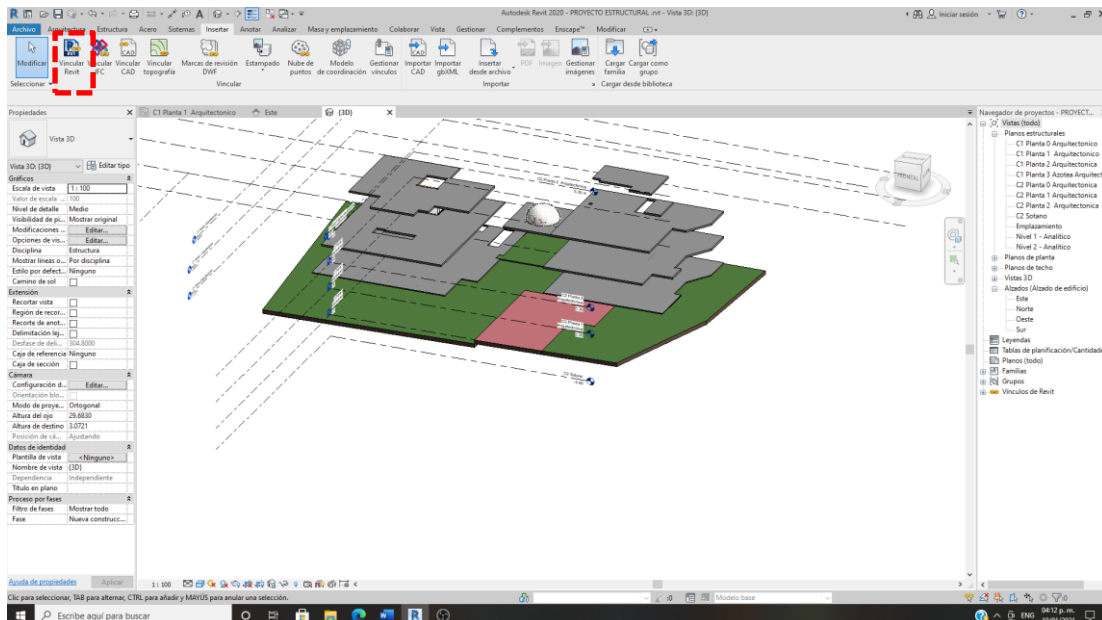 Autodesk Revit 2020 - PROYECTO ESTRUCTURAL .rvt - Vista 3D: {3D}
Iniciar sesión
Archivo Arquitectura Estructura Acero Sistemas Insertar Anotar Analizar Masa y emplazamiento Colaborar Vista Gestionar Complementos Enscape™ Modificar
Modificar
Vincular Revit
Vincular IFC
Vincular CAD
Vincular topografía
Marcas de revisión DWF
Estampado
Nube de puntos
Modelo de coordinación
Gestionar vínculos
Importar CAD
Importar gbXML
Insertar desde archivo
PDF
Imagen
Gestionar imágenes
Cargar familia
Cargar como grupo
Seleccionar
Vincular
Importar
Cargar desde biblioteca
Propiedades
C1 Planta 1 Arquitectonico
Este
{3D}
Navegador de proyectos - PROYECT...
Vista 3D
Vista 3D: {3D}
Editar tipo
Gráficos
Escala de vista 1 : 100
Valor de escala ... 100
Nivel de detalle Medio
Visibilidad de pi... Mostrar original
Modificaciones ... Editar...
Opciones de vis... Editar...
Disciplina Estructura
Mostrar líneas o... Por disciplina
Estilo por defect... Ninguno
Camino de sol
Extensión
Recortar vista
Región de recor...
Recorte de anot...
Delimitación lej...
Desfase de deli... 304.8000
Caja de referencia Ninguno
Caja de sección
Cámara
Configuración d... Editar...
Orientación blo...
Modo de proye... Ortogonal
Altura del ojo 29.6830
Altura de destino 3.0721
Posición de cá... Ajustando
Datos de identidad
Plantilla de vista <Ninguno>
Nombre de vista {3D}
Dependencia Independiente
Título en plano
Proceso por fases
Filtro de fases Mostrar todo
Fase Nueva construcc...
Ayuda de propiedades
Aplicar
C2 Sotano
Vistas (todo)
Planos estructurales
C1 Planta 0 Arquitectonico
C1 Planta 1 Arquitectonico
C1 Planta 2 Arquitectonico
C1 Planta 3 Azotea Arquitect
C2 Planta 0 Arquitectonica
C2 Planta 1 Arquitectonica
C2 Planta 2 Arquitectonica
C2 Sotano
Emplazamiento
Nivel 1 - Analítico
Nivel 2 - Analítico
Planos de planta
Planos de techo
Vistas 3D
Alzados (Alzado de edificio)
Este
Norte
Oeste
Sur
Leyendas
Tablas de planificación/Cantidade
Planos (todo)
Familias
Grupos
Vínculos de Revit
1 : 100
Clic para seleccionar, TAB para alternar, CTRL para añadir y MAYÚS para anular una selección.
:0
Modelo base
:0
Escribe aquí para buscar
ENG
04:12 p. m.